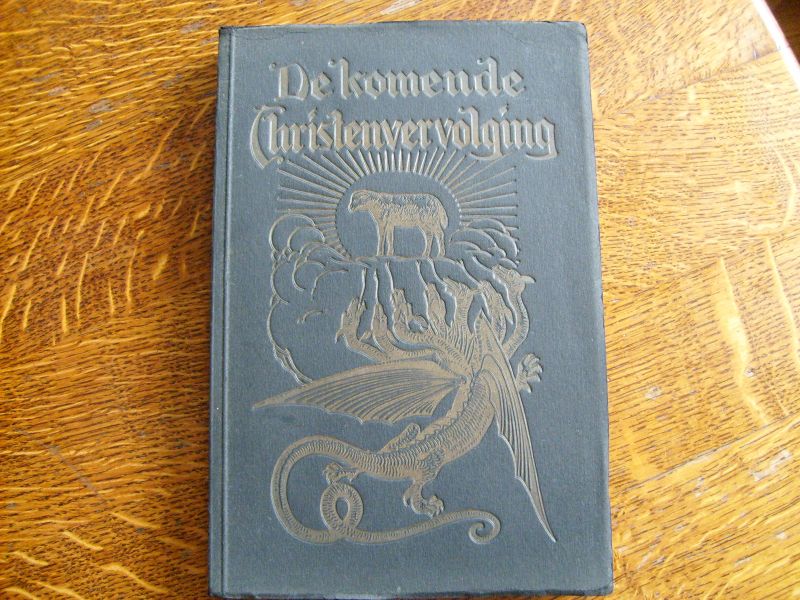 De komende
Christenvervolging